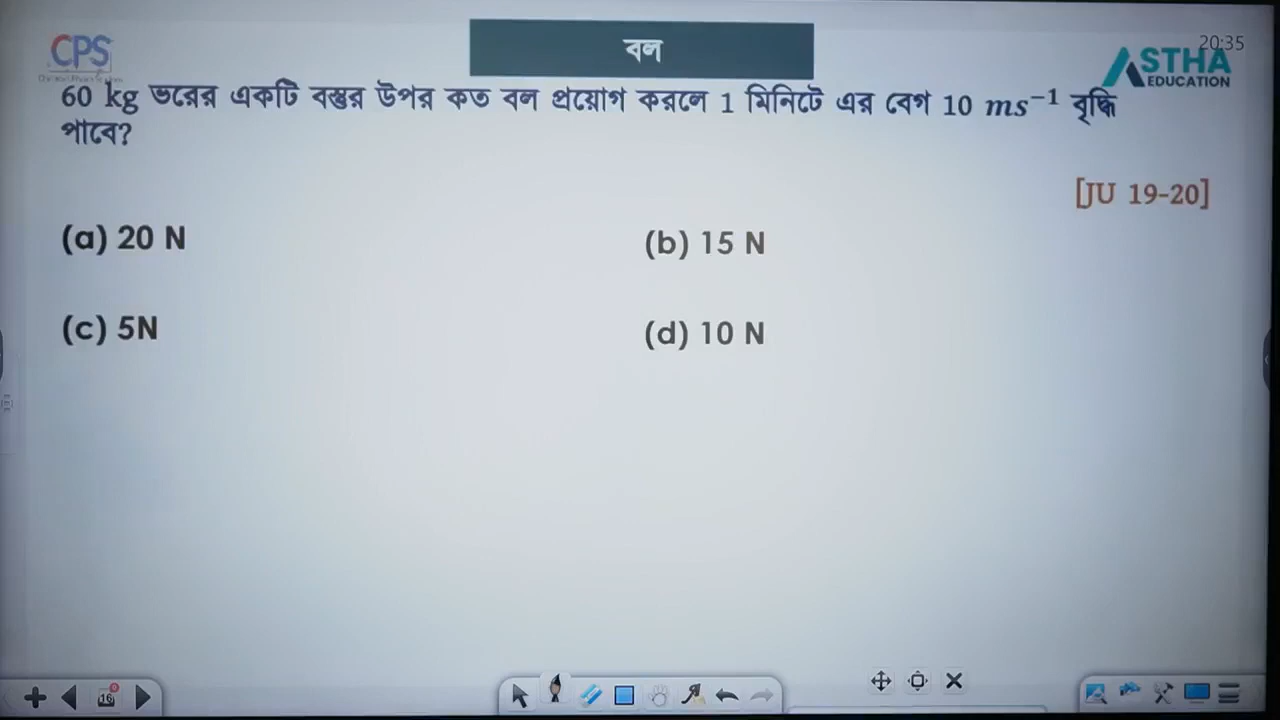 বল
20:35
CPS
ASTHA
EDUCATION
60 kg ভরের একটি বস্তুর উপর কত বল প্রয়োগ করলে 1 মিনিটে এর বেগ 10 ms⁻¹ বৃদ্ধি
পাবে?
[JU 19-20]
(a) 20 N
(b) 15 N
(c) 5N
(d) 10 N
16